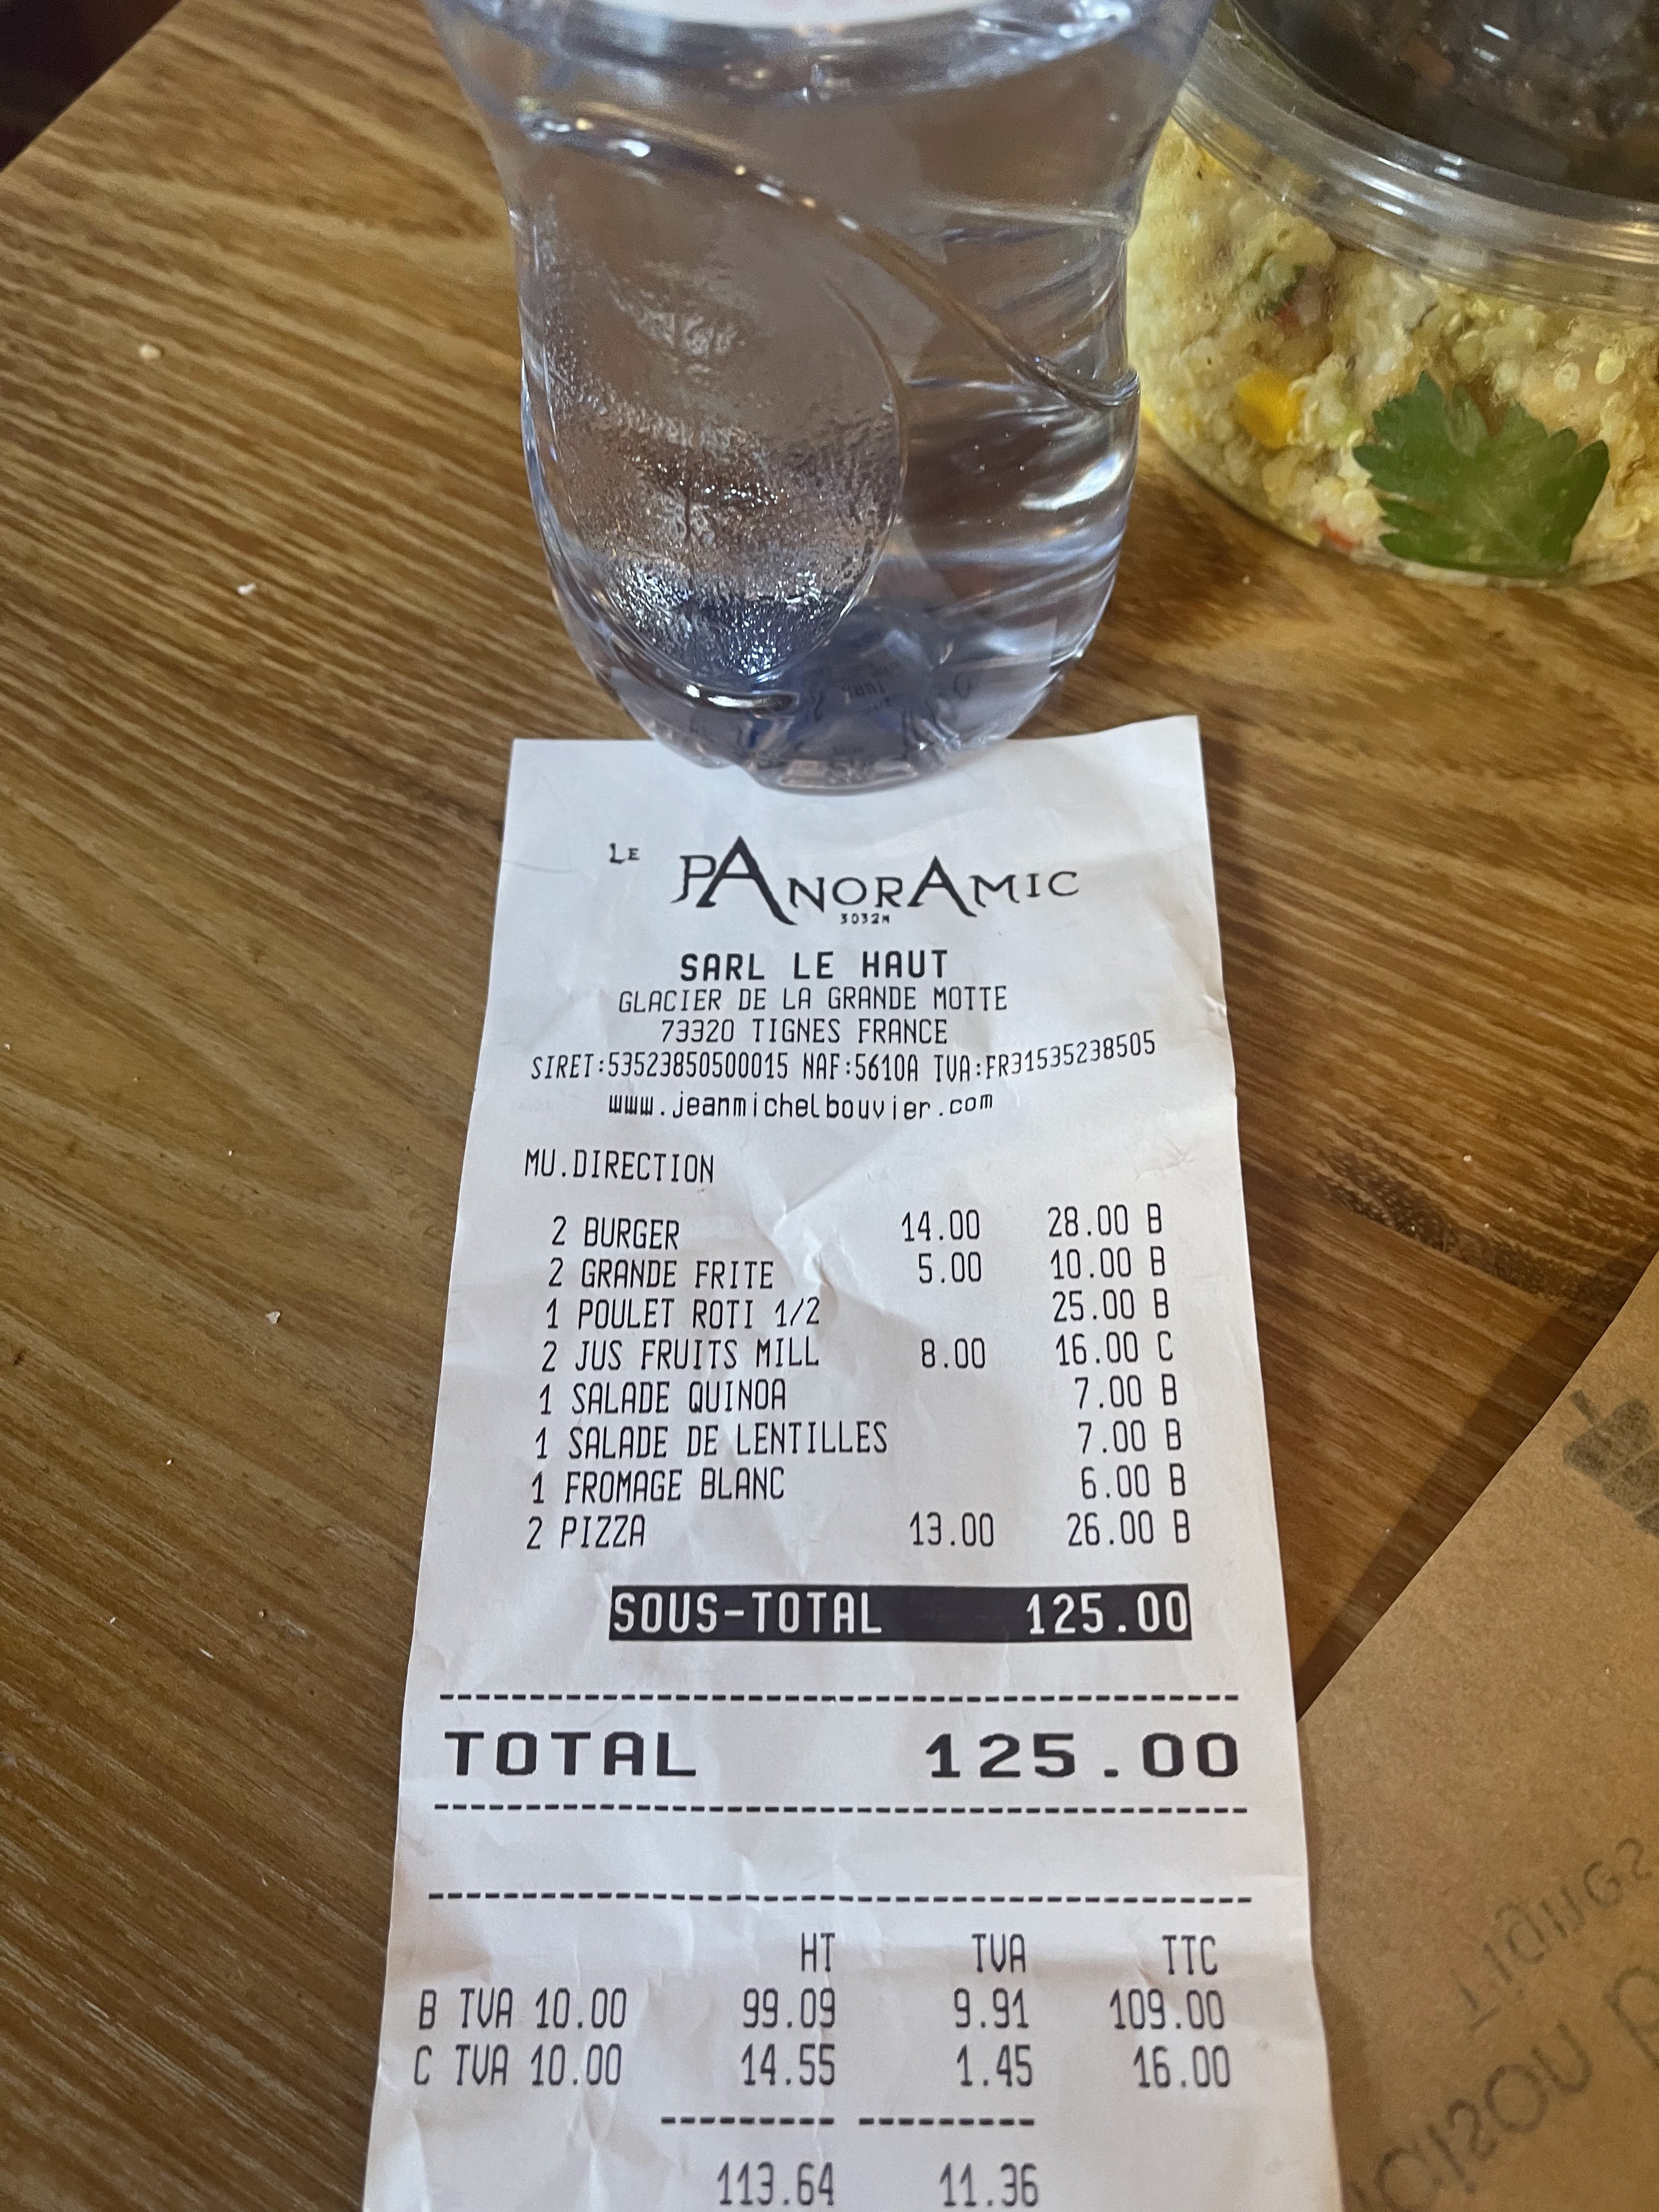 LE PANORAMIC
3032M
SARL LE HAUT
GLACIER DE LA GRANDE MOTTE
73320 TIGNES FRANCE
SIRET:53523850500015 NAF:5610A TVA:FR31535238505
www.jeanmichelbouvier.com
MU.DIRECTION
2 BURGER 14.00 28.00 B
2 GRANDE FRITE 5.00 10.00 B
1 POULET ROTI 1/2 25.00 B
2 JUS FRUITS MILL 8.00 16.00 C
1 SALADE QUINOA 7.00 B
1 SALADE DE LENTILLES 7.00 B
1 FROMAGE BLANC 6.00 B
2 PIZZA 13.00 26.00 B
SOUS-TOTAL 125.00
TOTAL 125.00
HT TVA TTC
B TVA 10.00 99.09 9.91 109.00
C TVA 10.00 14.55 1.45 16.00
113.64 11.36